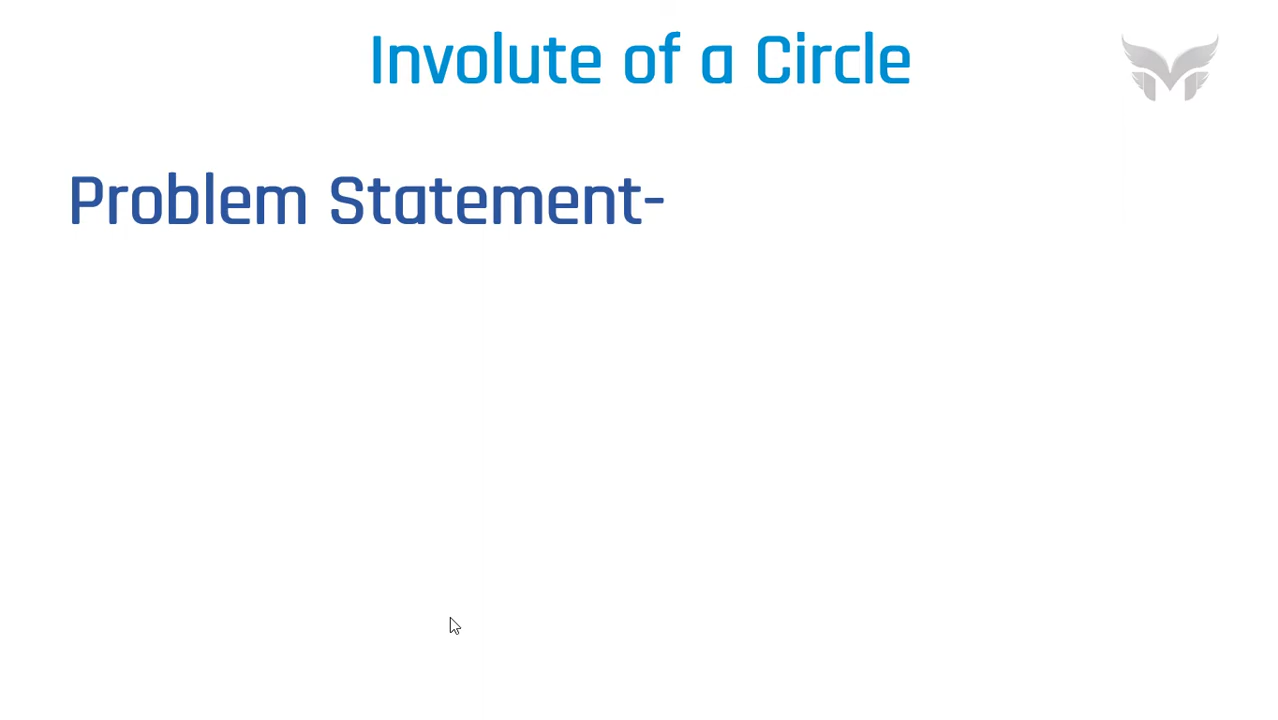 Involute of a Circle
Problem Statement-